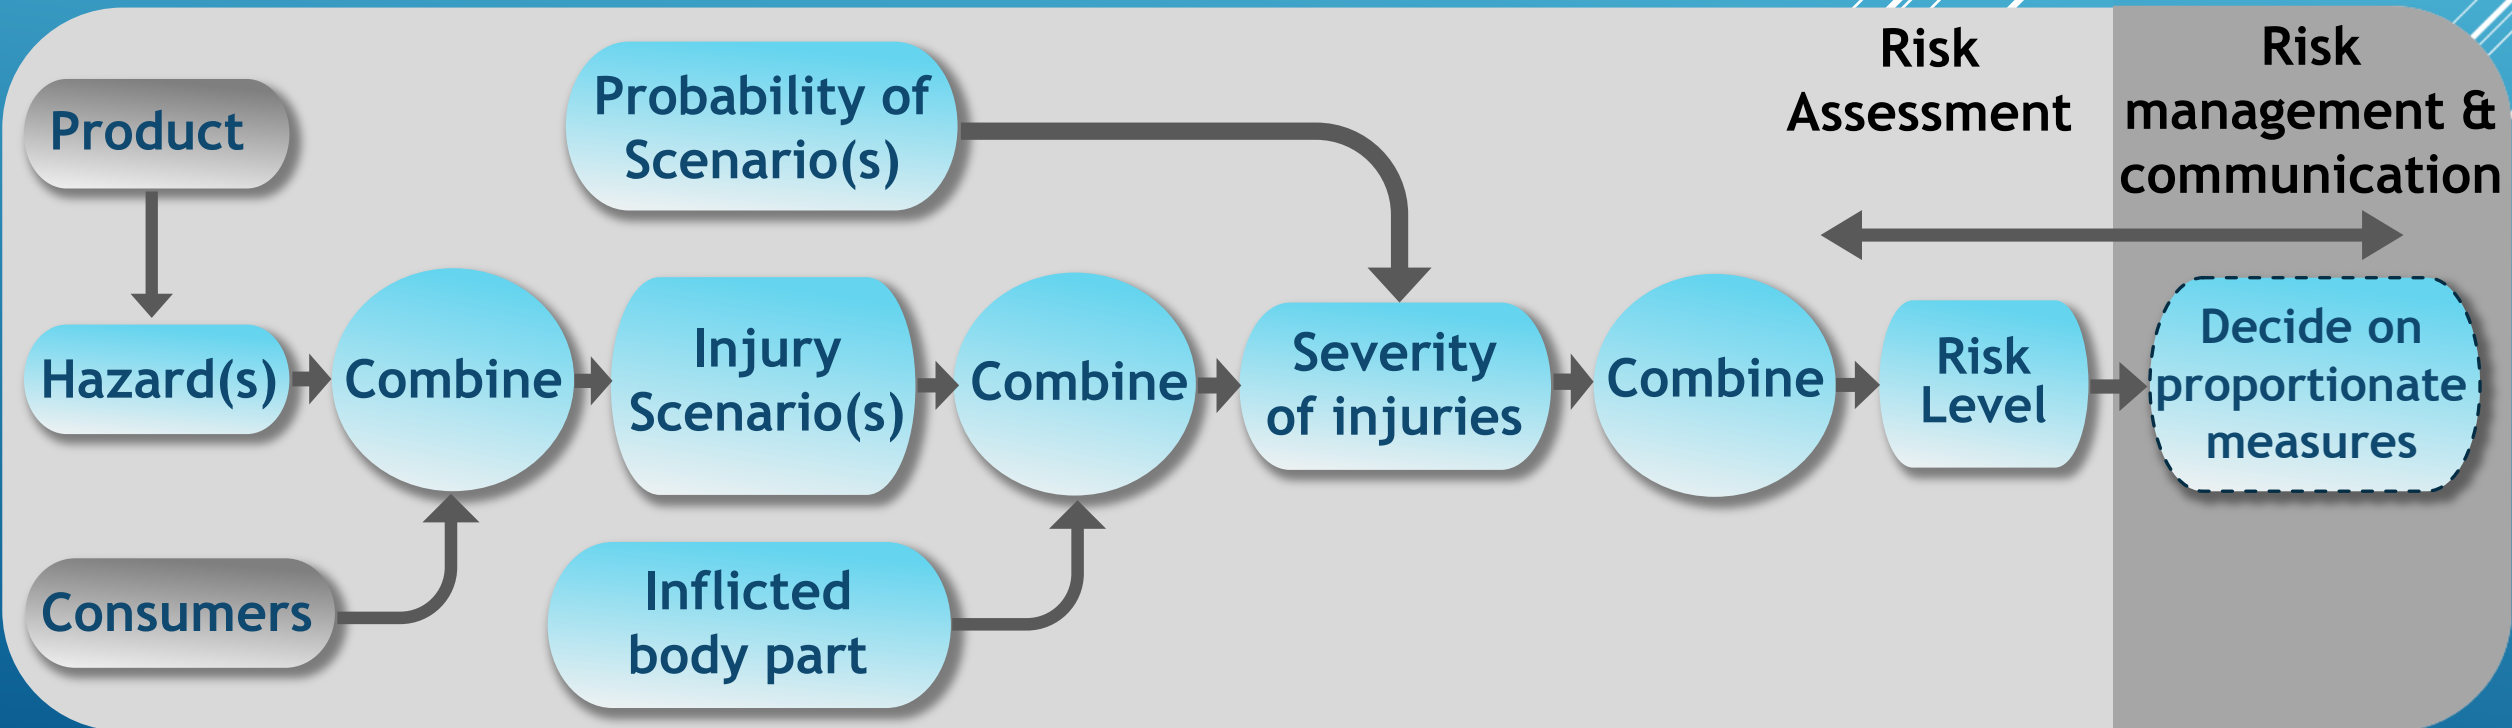 Product
Probability of
Scenario(s)
Risk
Assessment
Risk
management &
communication
Hazard(s)
Combine
Injury
Scenario(s)
Combine
Severity
of injuries
Combine
Risk
Level
Decide on
proportionate
measures
Consumers
Inflicted
body part